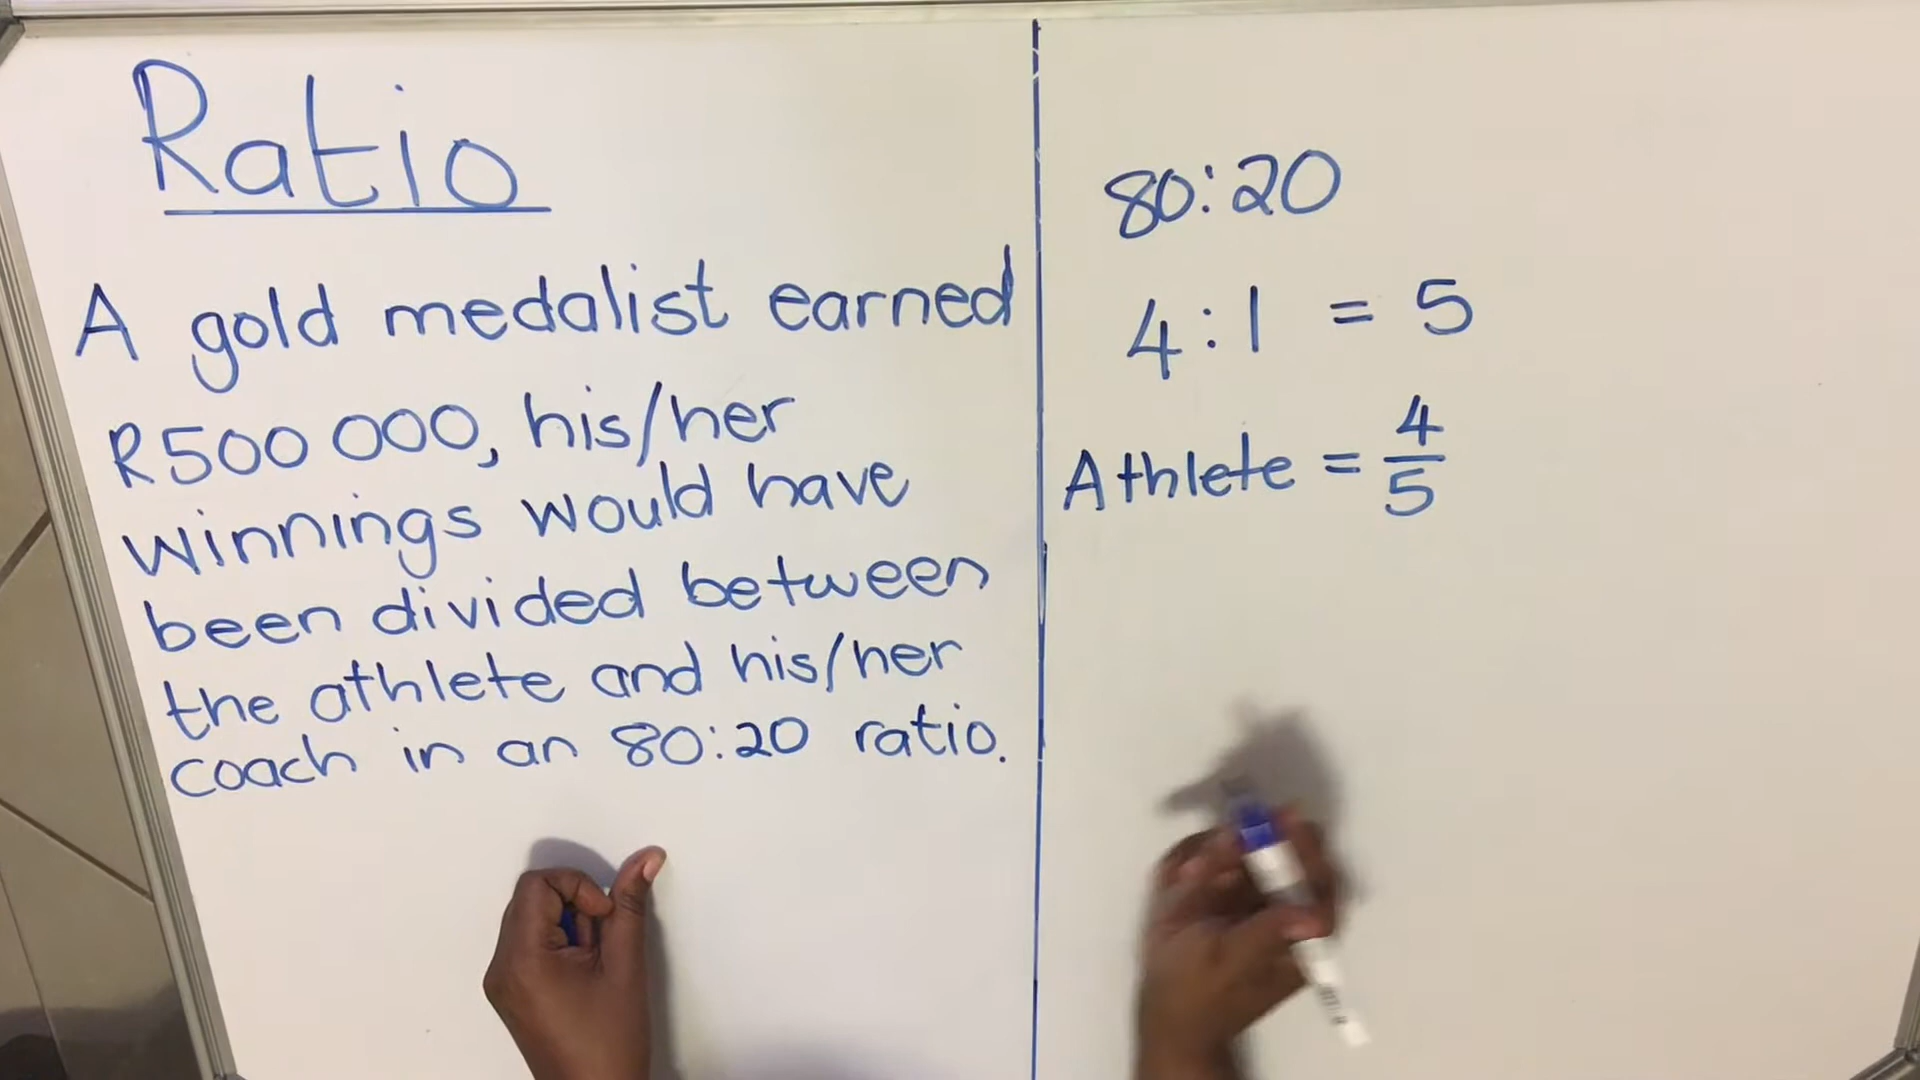 Ratio
A gold medalist earned
R500 000, his/her
winnings would have
been divided between
the athlete and his/her
coach in an 80:20 ratio.
80:20
4:1 = 5
Athlete = 4/5